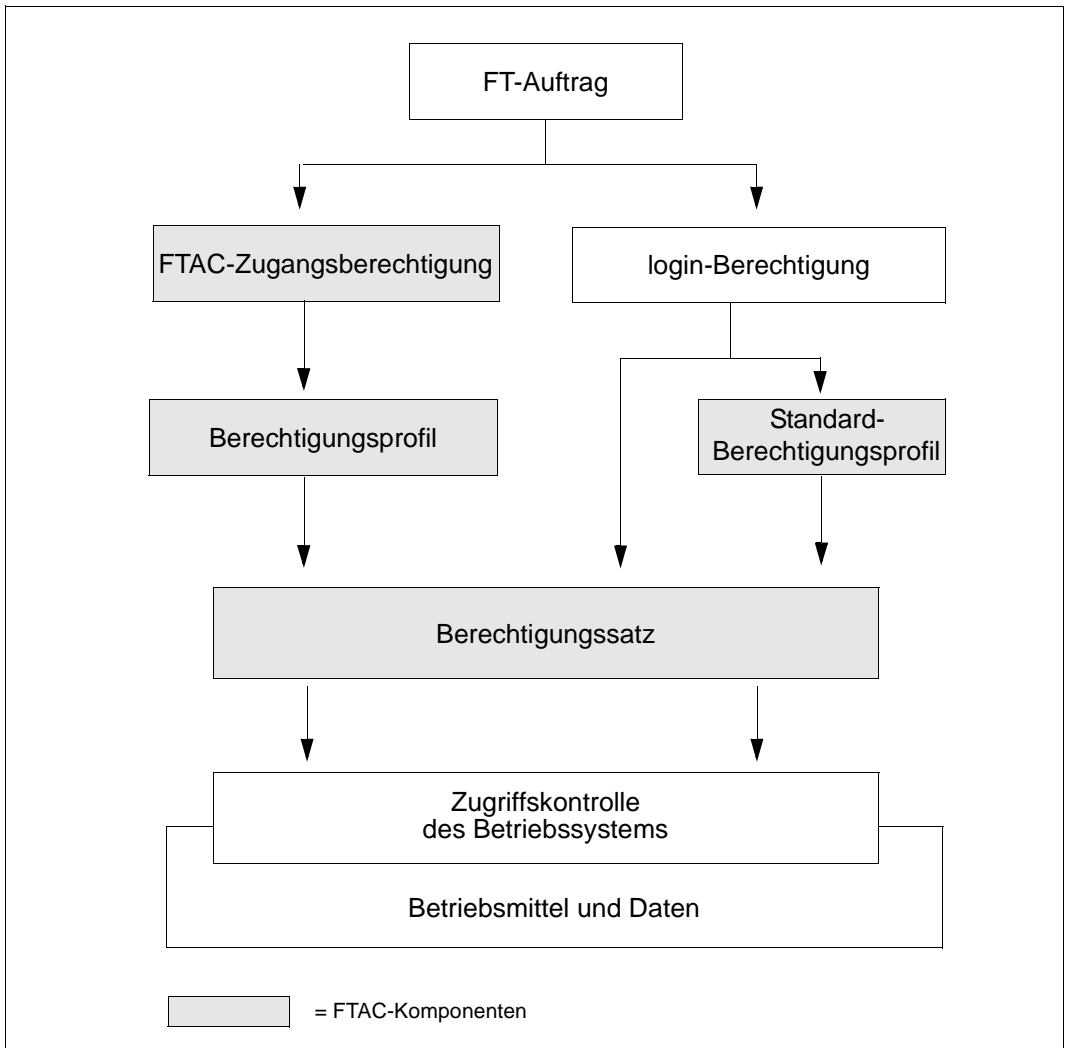 FT-Auftrag
FTAC-Zugangsberechtigung
login-Berechtigung
Berechtigungsprofil
Standard-
Berechtigungsprofil
Berechtigungssatz
Zugriffskontrolle
des Betriebssystems
Betriebsmittel und Daten
= FTAC-Komponenten